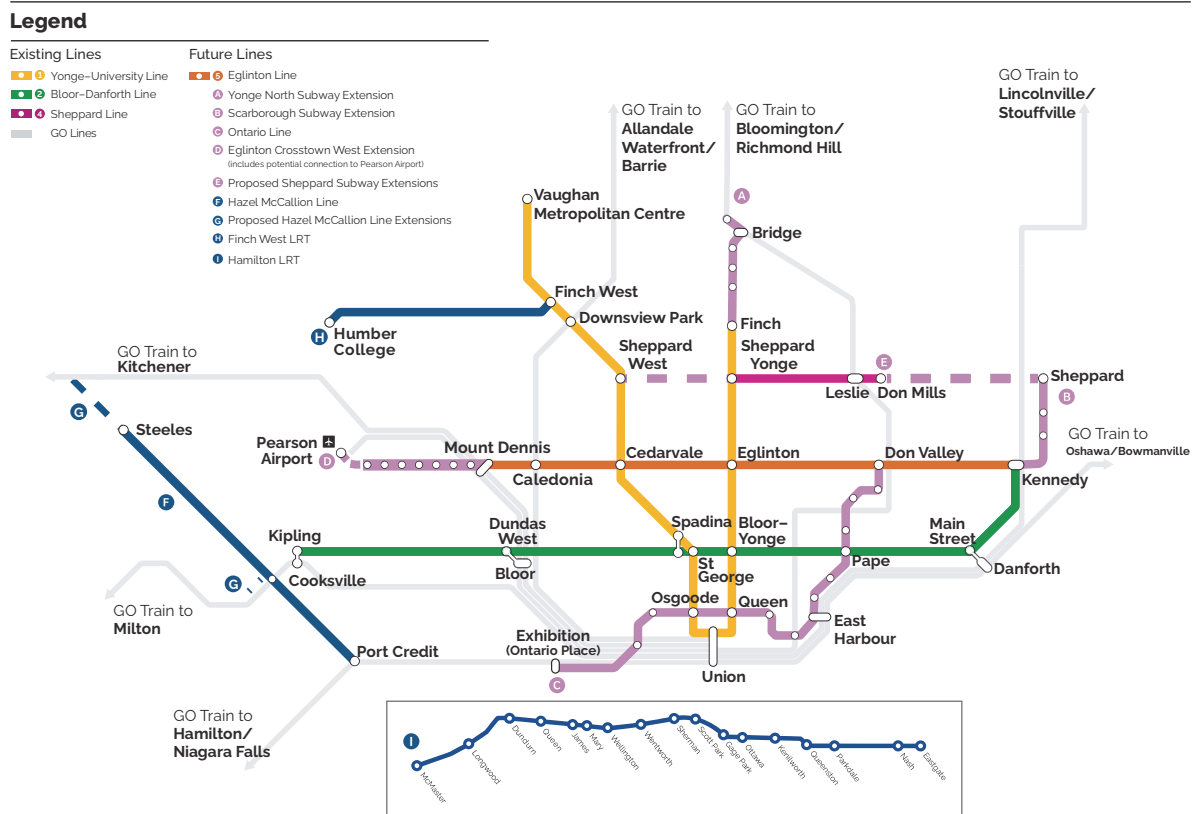 Legend
Existing Lines
1 Yonge–University Line
2 Bloor–Danforth Line
4 Sheppard Line
GO Lines
Future Lines
5 Eglinton Line
A Yonge North Subway Extension
B Scarborough Subway Extension
C Ontario Line
D Eglinton Crosstown West Extension
(includes potential connection to Pearson Airport)
E Proposed Sheppard Subway Extensions
F Hazel McCallion Line
G Proposed Hazel McCallion Line Extensions
H Finch West LRT
I Hamilton LRT
GO Train to
Allandale
Waterfront/
Barrie
GO Train to
Bloomington/
Richmond Hill
GO Train to
Lincolnville/
Stouffville
A
Vaughan
Metropolitan Centre
Bridge
Finch West
Downsview Park
Finch
H
Humber
College
GO Train to
Kitchener
Sheppard
West
Sheppard
Yonge
E
Leslie
Don Mills
Sheppard
B
G
Steeles
Pearson
Airport
D
Mount Dennis
Caledonia
Cedarvale
Eglinton
Don Valley
Kennedy
GO Train to
Oshawa/Bowmanville
F
Kipling
Dundas
West
Bloor
Spadina
St
George
Bloor–
Yonge
Pape
Main
Street
Danforth
G
Cooksville
GO Train to
Milton
Osgoode
Queen
East
Harbour
Exhibition
(Ontario Place)
C
Union
Port Credit
GO Train to
Hamilton/
Niagara Falls
I
McMaster
Longwood
Dundurn
Queen
James
Mary
Wellington
Wentworth
Sherman
Scott Park
Gage Park
Ottawa
Kenilworth
Queenston
Parkdale
Nash
Eastgate